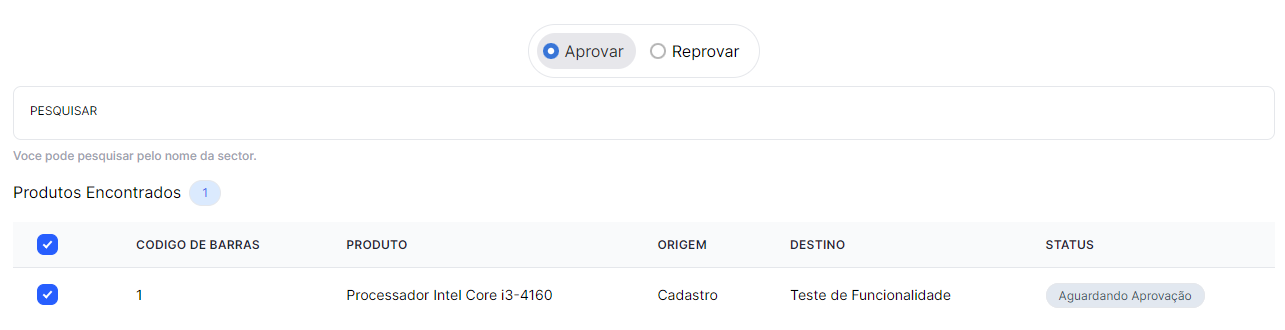 Aprovar Reprovar
PESQUISAR
Voce pode pesquisar pelo nome da sector.
Produtos Encontrados 1
CODIGO DE BARRAS PRODUTO ORIGEM DESTINO STATUS
1 Processador Intel Core i3-4160 Cadastro Teste de Funcionalidade Aguardando Aprovação